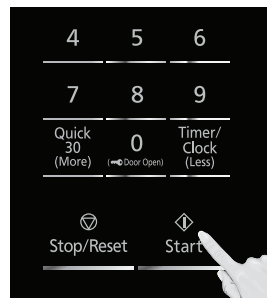 4 5 6
7 8 9
Quick 30 (More) 0 (Door Open) Timer/ Clock (Less)
Stop/Reset Start